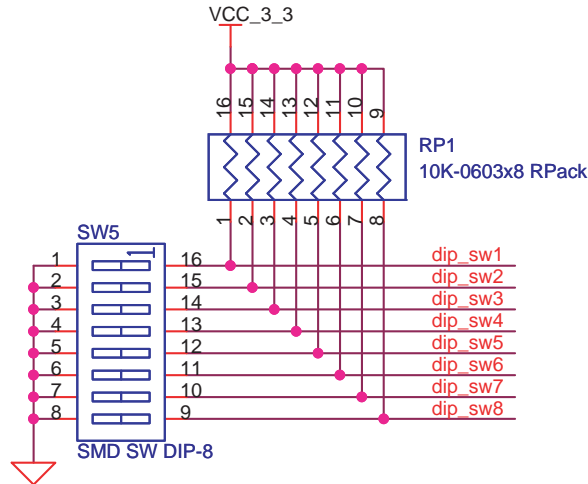 VCC_3_3
16 15 14 13 12 11 10 9
RP1
10K-0603x8 RPack
1 2 3 4 5 6 7 8
SW5
1 16 dip_sw1
2 15 dip_sw2
3 14 dip_sw3
4 13 dip_sw4
5 12 dip_sw5
6 11 dip_sw6
7 10 dip_sw7
8 9 dip_sw8
SMD SW DIP-8